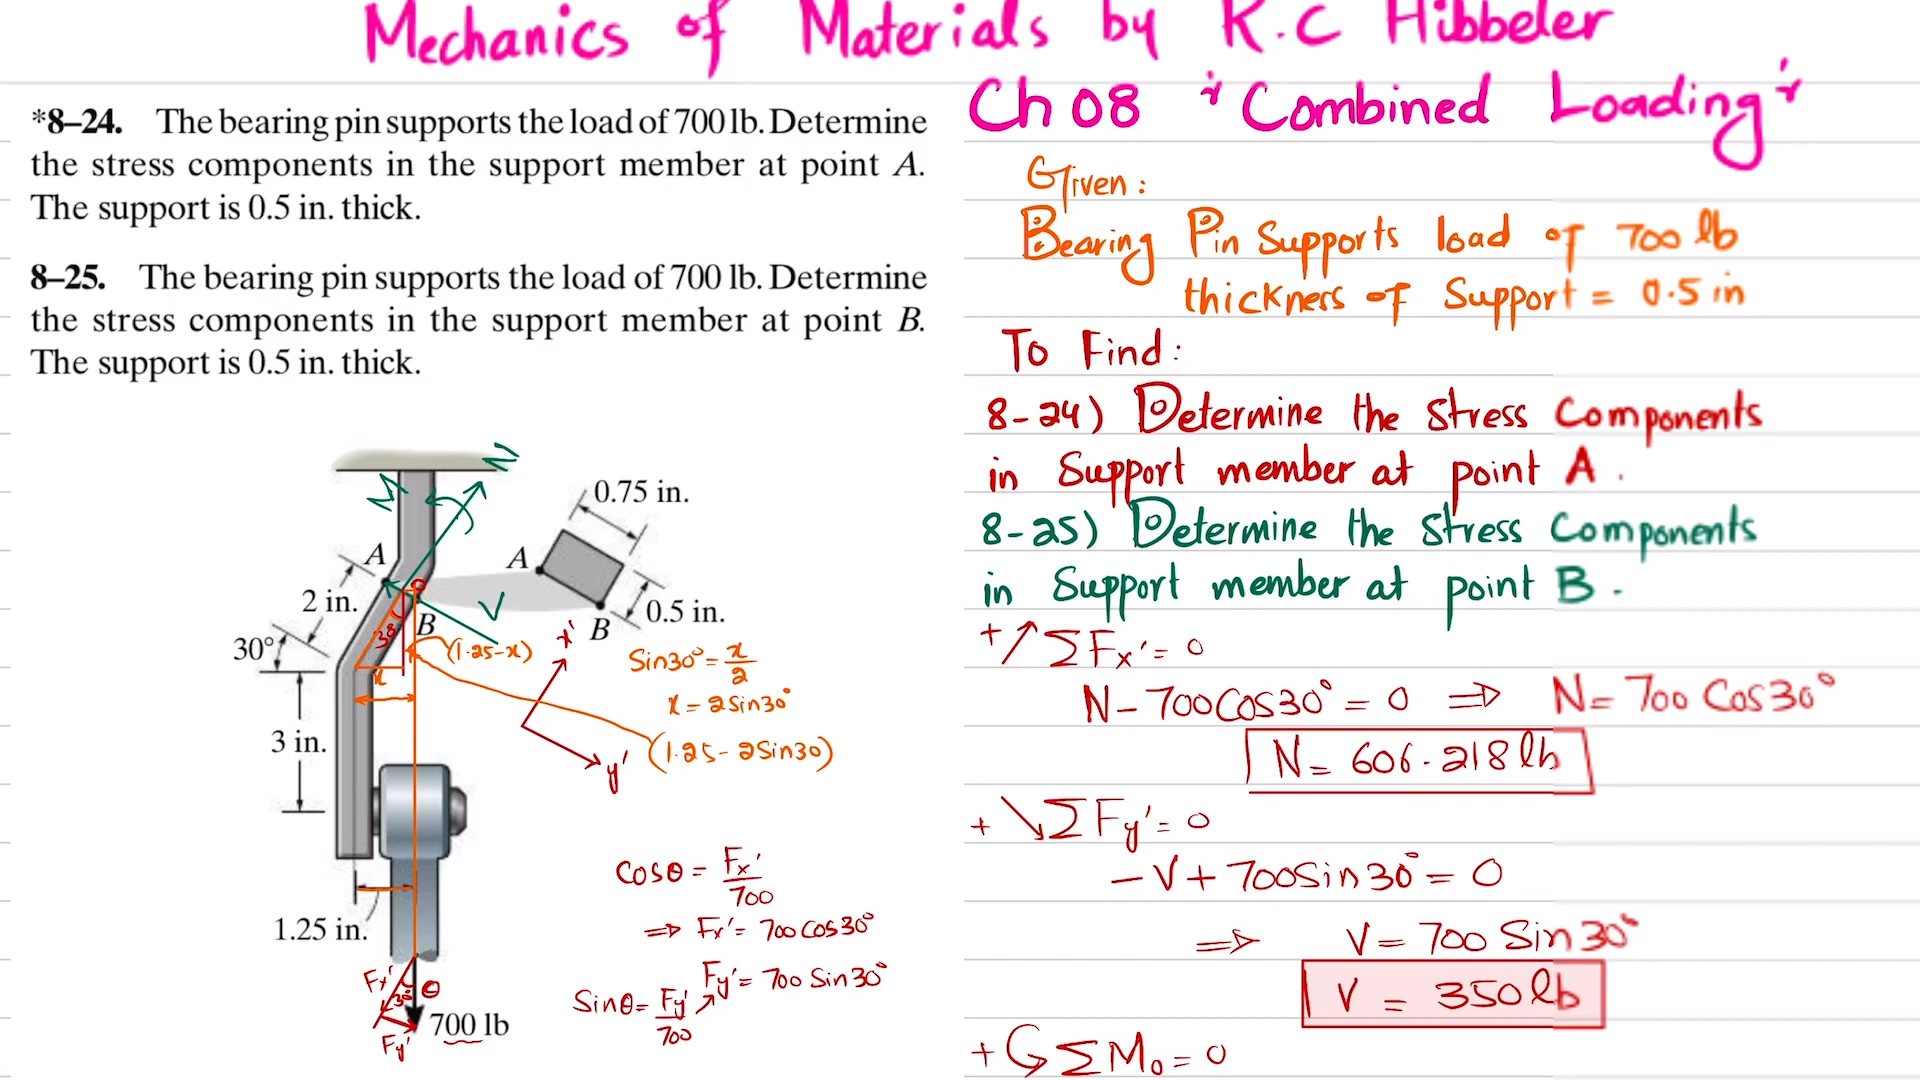 Mechanics of Materials by R.C Hibbeler
Ch 08 "Combined Loading"
*8–24. The bearing pin supports the load of 700 lb. Determine
the stress components in the support member at point A.
The support is 0.5 in. thick.
8–25. The bearing pin supports the load of 700 lb. Determine
the stress components in the support member at point B.
The support is 0.5 in. thick.
Given:
Bearing Pin Supports load of 700 lb
thickness of Support = 0.5 in
To Find:
8-24) Determine the Stress Components
in Support member at point A.
8-25) Determine the Stress Components
in Support member at point B.
+↗ΣFx' = 0
N - 700Cos30° = 0 ⇒ N = 700 Cos30°
N = 606.218 lb
+↘ΣFy' = 0
-V + 700Sin30° = 0
⇒ V = 700 Sin30°
V = 350 lb
+↺ΣMo = 0
N
M
0.75 in.
A
A
O
2 in.
30°
V
B
0.5 in.
B
30°
(1.25-x)
x'
Sin30° = x/2
x
x = 2Sin30°
3 in.
(1.25 - 2Sin30)
y'
Cosθ = Fx'/700
⇒ Fx' = 700 Cos30°
1.25 in.
Sinθ = Fy'/700
Fy' = 700 Sin30°
Fx'
30°
θ
700 lb
Fy'